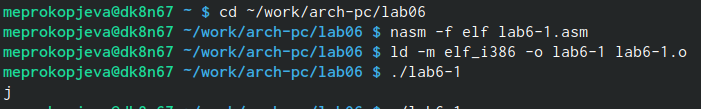 meprokopjeva@dk8n67 ~ $ cd ~/work/arch-pc/lab06
meprokopjeva@dk8n67 ~/work/arch-pc/lab06 $ nasm -f elf lab6-1.asm
meprokopjeva@dk8n67 ~/work/arch-pc/lab06 $ ld -m elf_i386 -o lab6-1 lab6-1.o
meprokopjeva@dk8n67 ~/work/arch-pc/lab06 $ ./lab6-1
j